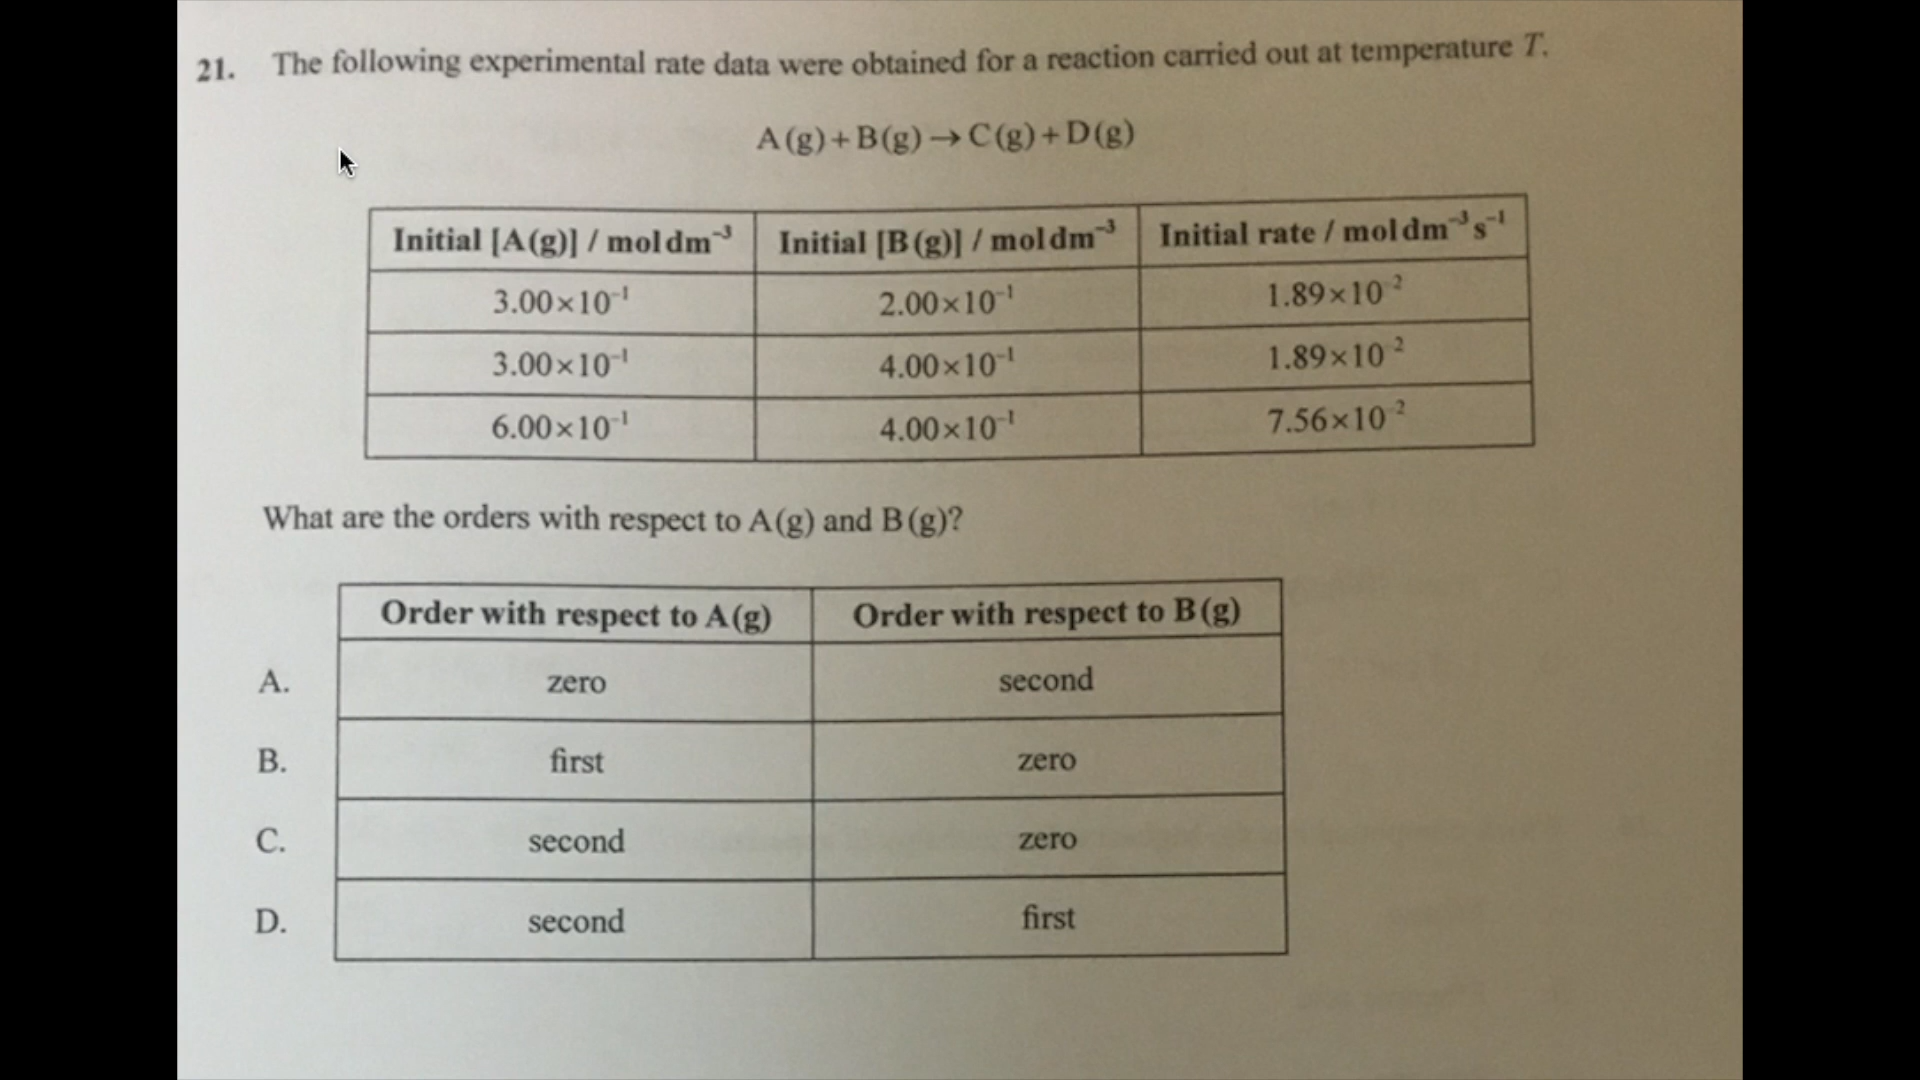 21. The following experimental rate data were obtained for a reaction carried out at temperature T.
A(g)+B(g)→C(g)+D(g)
Initial [A(g)] / mol dm⁻³ Initial [B(g)] / mol dm⁻³ Initial rate / mol dm⁻³ s⁻¹
3.00×10⁻¹ 2.00×10⁻¹ 1.89×10⁻²
3.00×10⁻¹ 4.00×10⁻¹ 1.89×10⁻²
6.00×10⁻¹ 4.00×10⁻¹ 7.56×10⁻²
What are the orders with respect to A(g) and B(g)?
Order with respect to A(g) Order with respect to B(g)
A. zero second
B. first zero
C. second zero
D. second first